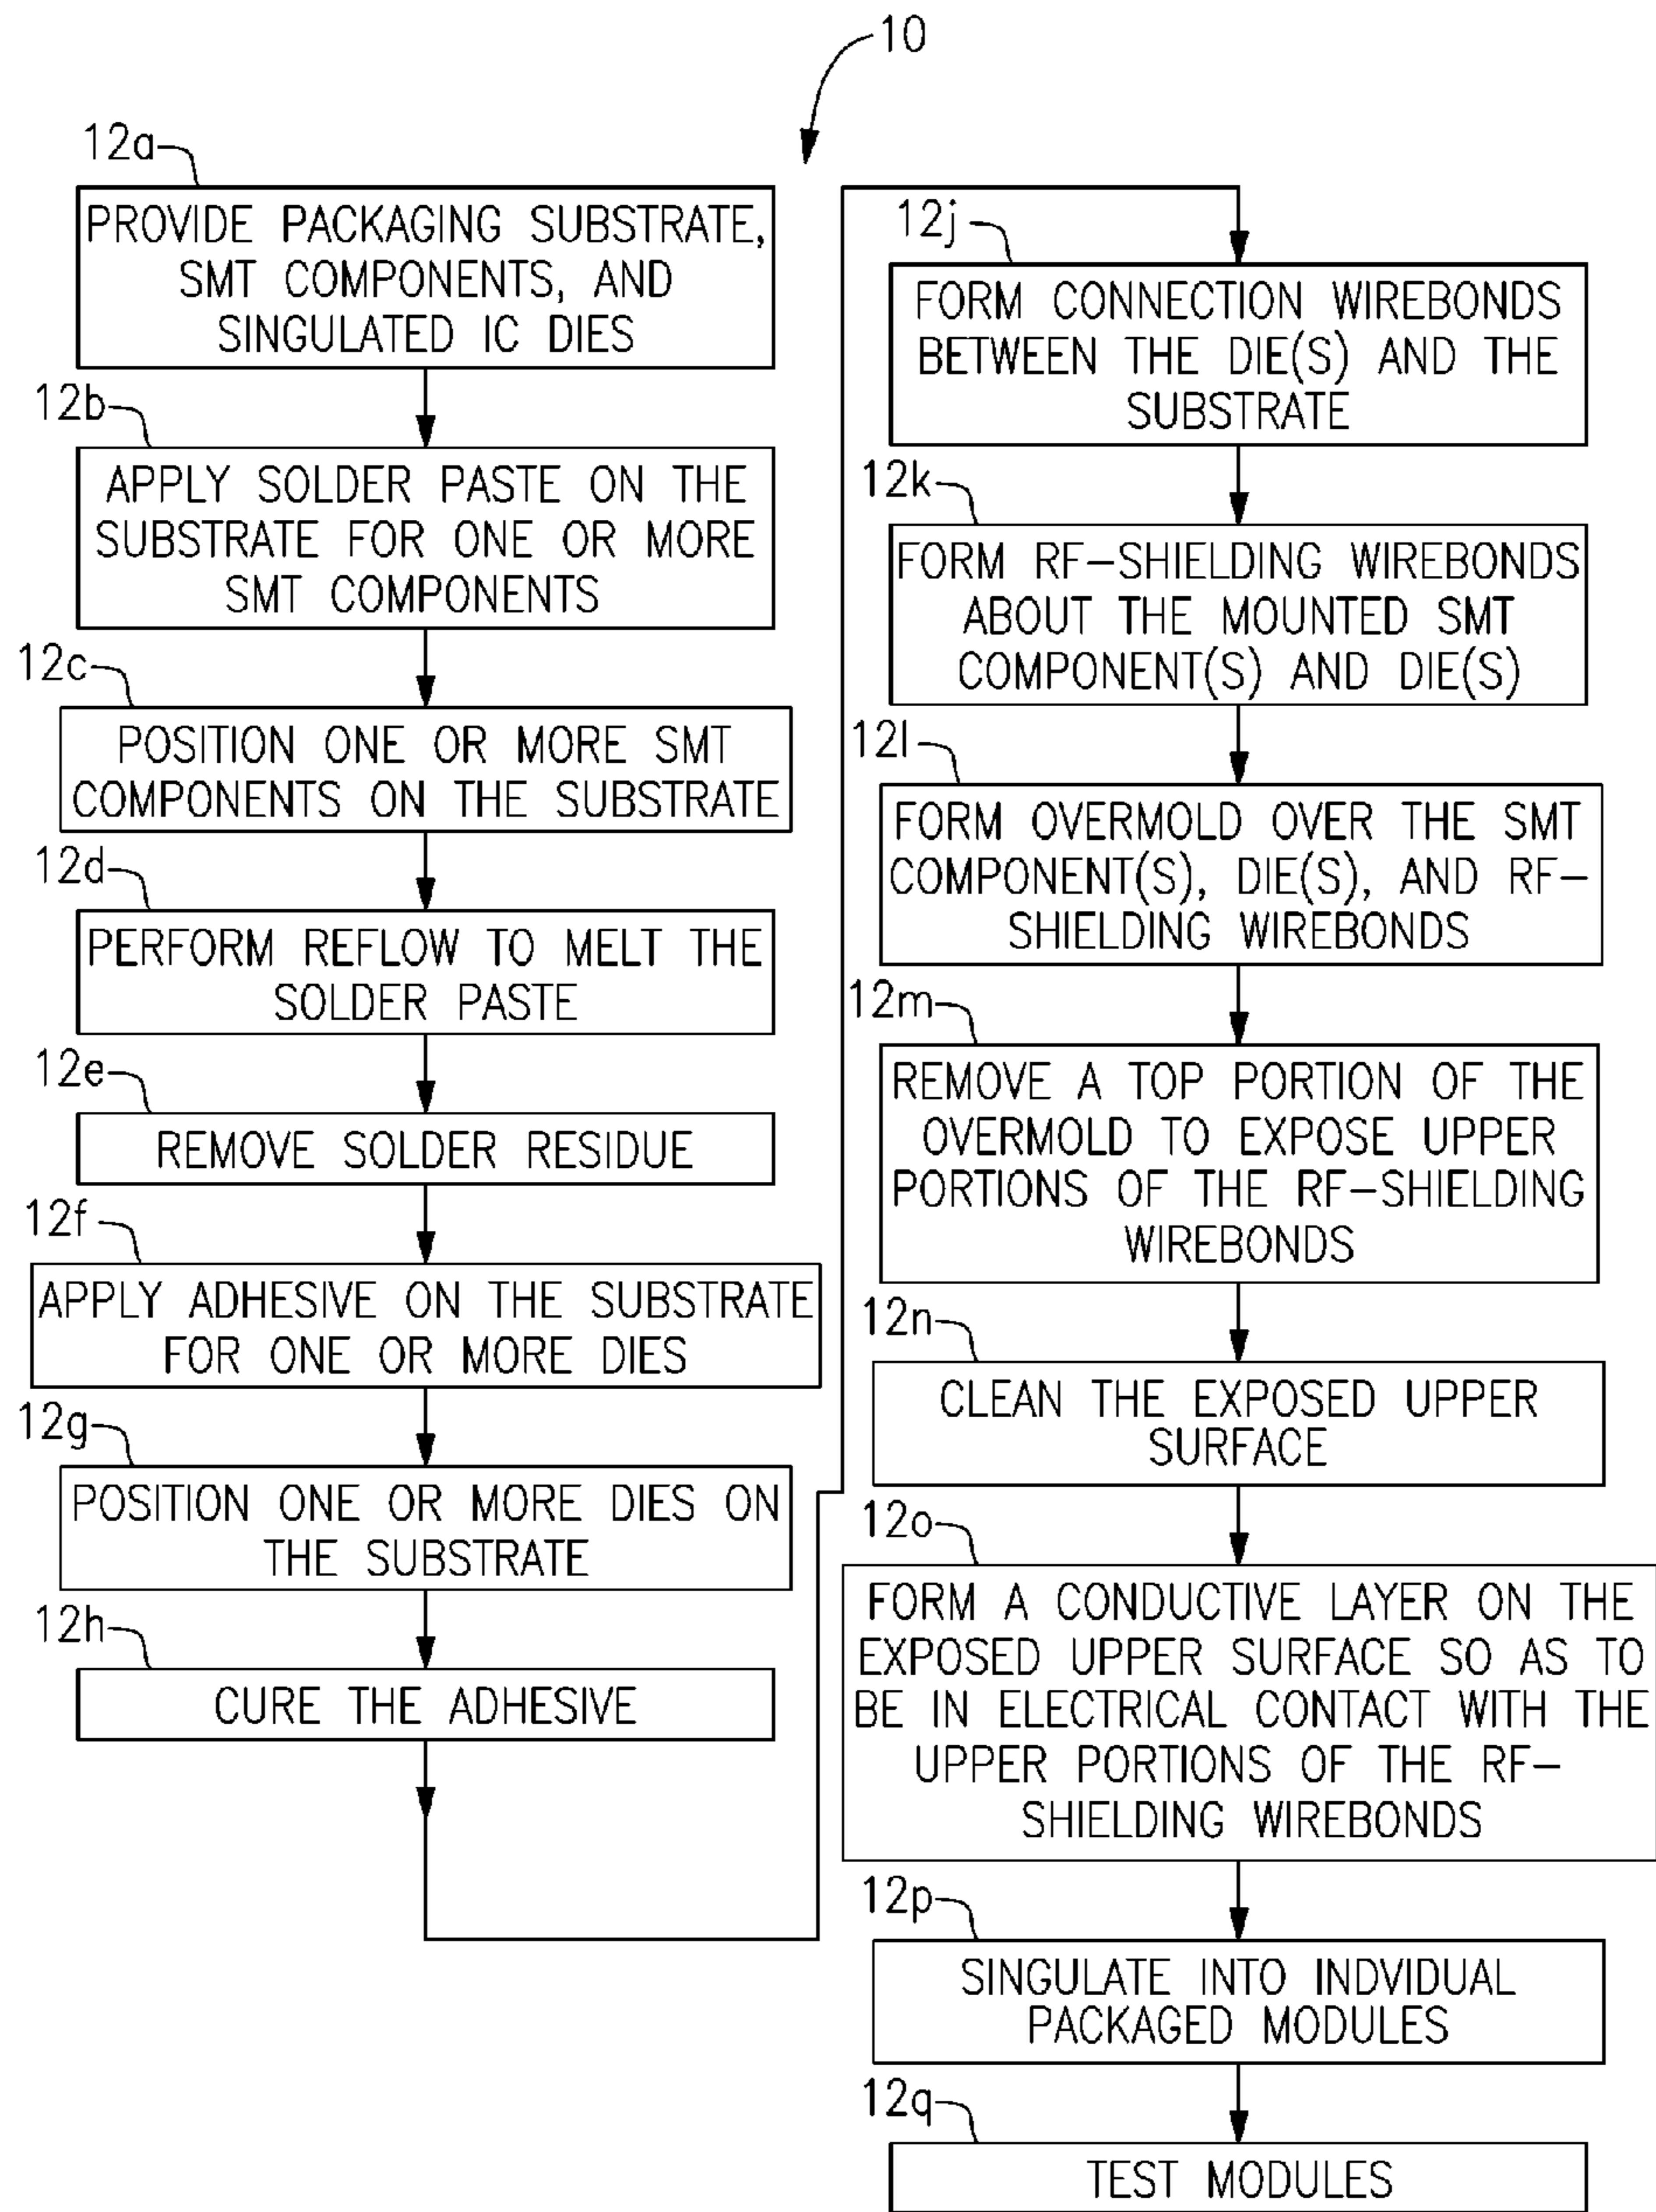 10
12a
PROVIDE PACKAGING SUBSTRATE,
SMT COMPONENTS, AND
SINGULATED IC DIES
12b
APPLY SOLDER PASTE ON THE
SUBSTRATE FOR ONE OR MORE
SMT COMPONENTS
12c
POSITION ONE OR MORE SMT
COMPONENTS ON THE SUBSTRATE
12d
PERFORM REFLOW TO MELT THE
SOLDER PASTE
12e
REMOVE SOLDER RESIDUE
12f
APPLY ADHESIVE ON THE SUBSTRATE
FOR ONE OR MORE DIES
12g
POSITION ONE OR MORE DIES ON
THE SUBSTRATE
12h
CURE THE ADHESIVE
12j
FORM CONNECTION WIREBONDS
BETWEEN THE DIE(S) AND THE
SUBSTRATE
12k
FORM RF-SHIELDING WIREBONDS
ABOUT THE MOUNTED SMT
COMPONENT(S) AND DIE(S)
12l
FORM OVERMOLD OVER THE SMT
COMPONENT(S), DIE(S), AND RF-
SHIELDING WIREBONDS
12m
REMOVE A TOP PORTION OF THE
OVERMOLD TO EXPOSE UPPER
PORTIONS OF THE RF-SHIELDING
WIREBONDS
12n
CLEAN THE EXPOSED UPPER
SURFACE
12o
FORM A CONDUCTIVE LAYER ON THE
EXPOSED UPPER SURFACE SO AS TO
BE IN ELECTRICAL CONTACT WITH THE
UPPER PORTIONS OF THE RF-
SHIELDING WIREBONDS
12p
SINGULATE INTO INDVIDUAL
PACKAGED MODULES
12q
TEST MODULES